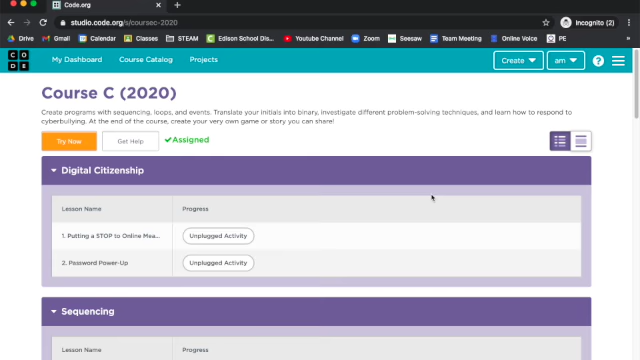 Code.org
studio.code.org/s/coursec-2020
Incognito (2)
Drive Gmail Calendar Classes STEAM Edison School Dis... YouTube Channel Zoom Seesaw Team Meeting Online Voice PE
CO
DE
My Dashboard Course Catalog Projects Create am ?
Course C (2020)
Create programs with sequencing, loops, and events. Translate your initials into binary, investigate different problem-solving techniques, and learn how to respond to
cyberbullying. At the end of the course, create your very own game or story you can share!
Try Now Get Help Assigned
Digital Citizenship
Lesson Name Progress
1. Putting a STOP to Online Mea... Unplugged Activity
2. Password Power-Up Unplugged Activity
Sequencing
Lesson Name Progress